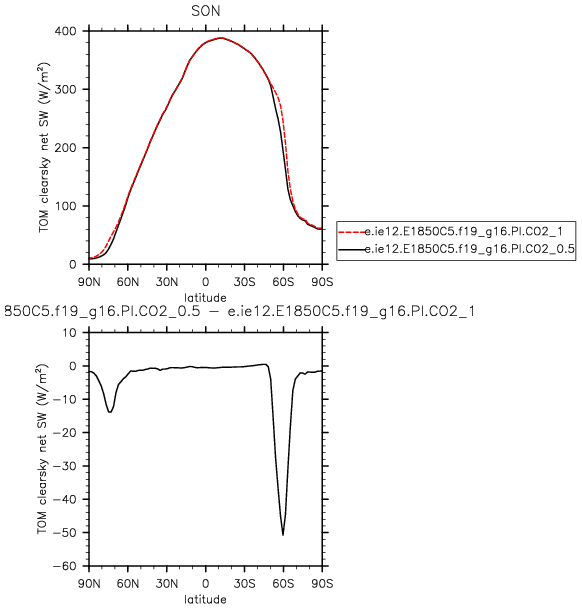 SON
TOM clearsky net SW (W/m²)
400
300
200
100
0
90N 60N 30N 0 30S 60S 90S
latitude
e.ie12.E1850C5.f19_g16.PI.CO2_1
e.ie12.E1850C5.f19_g16.PI.CO2_0.5
850C5.f19_g16.PI.CO2_0.5 − e.ie12.E1850C5.f19_g16.PI.CO2_1
TOM clearsky net SW (W/m²)
10
0
−10
−20
−30
−40
−50
−60
90N 60N 30N 0 30S 60S 90S
latitude